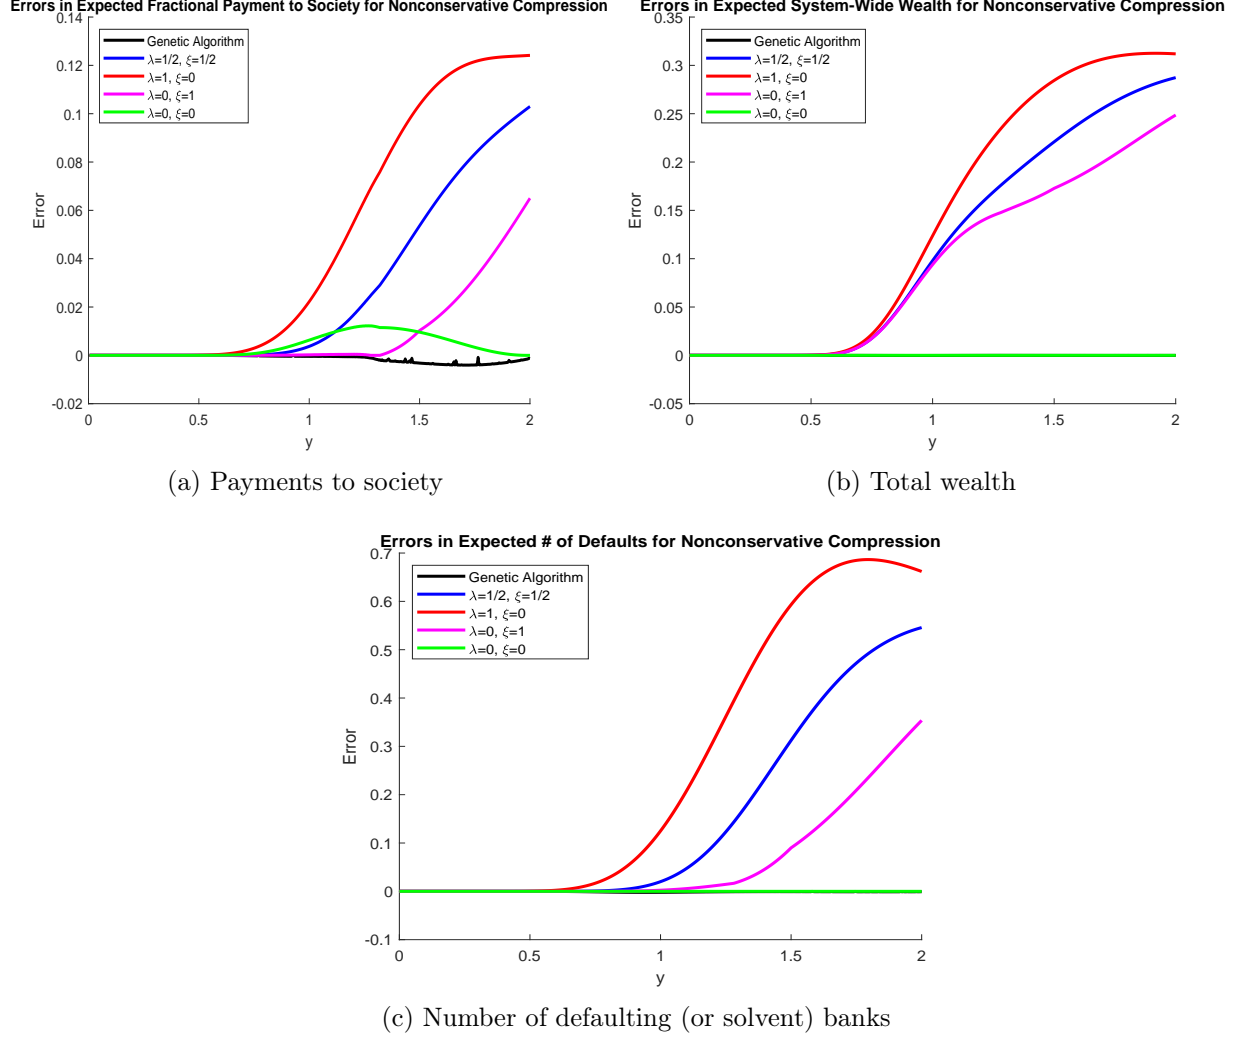 Errors in Expected Fractional Payment to Society for Nonconservative Compression
0.14
0.12
0.1
0.08
0.06
0.04
0.02
0
-0.02
Error
Genetic Algorithm
λ=1/2, ξ=1/2
λ=1, ξ=0
λ=0, ξ=1
λ=0, ξ=0
0 0.5 1 1.5 2
y
(a) Payments to society
Errors in Expected System-Wide Wealth for Nonconservative Compression
0.35
0.3
0.25
0.2
0.15
0.1
0.05
0
-0.05
Error
Genetic Algorithm
λ=1/2, ξ=1/2
λ=1, ξ=0
λ=0, ξ=1
λ=0, ξ=0
0 0.5 1 1.5 2
y
(b) Total wealth
Errors in Expected # of Defaults for Nonconservative Compression
0.7
0.6
0.5
0.4
0.3
0.2
0.1
0
-0.1
Error
Genetic Algorithm
λ=1/2, ξ=1/2
λ=1, ξ=0
λ=0, ξ=1
λ=0, ξ=0
0 0.5 1 1.5 2
y
(c) Number of defaulting (or solvent) banks